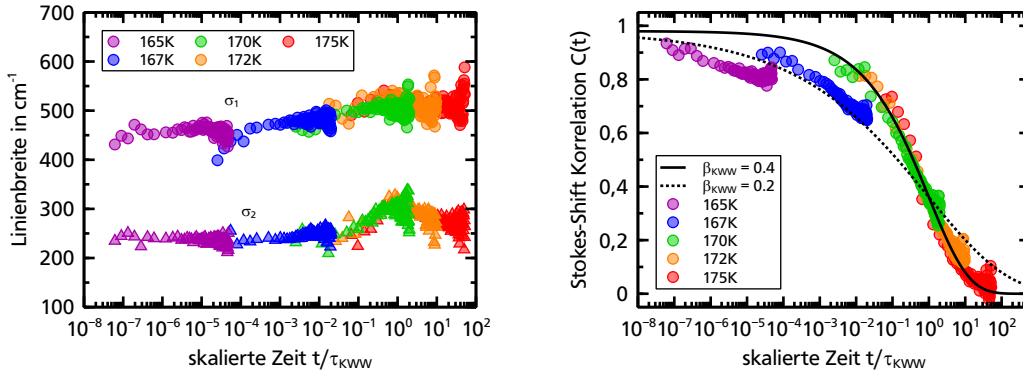 700
600
500
400
300
200
100
Linienbreite in cm⁻¹
165K
170K
175K
167K
172K
σ₁
σ₂
10⁻⁸ 10⁻⁷ 10⁻⁶ 10⁻⁵ 10⁻⁴ 10⁻³ 10⁻² 10⁻¹ 10⁰ 10¹ 10²
skalierte Zeit t/τKWW
1
0,8
0,6
0,4
0,2
0
Stokes-Shift Korrelation C(t)
βKWW = 0.4
βKWW = 0.2
165K
167K
170K
172K
175K
10⁻⁸ 10⁻⁷ 10⁻⁶ 10⁻⁵ 10⁻⁴ 10⁻³ 10⁻² 10⁻¹ 10⁰ 10¹ 10²
skalierte Zeit t/τKWW